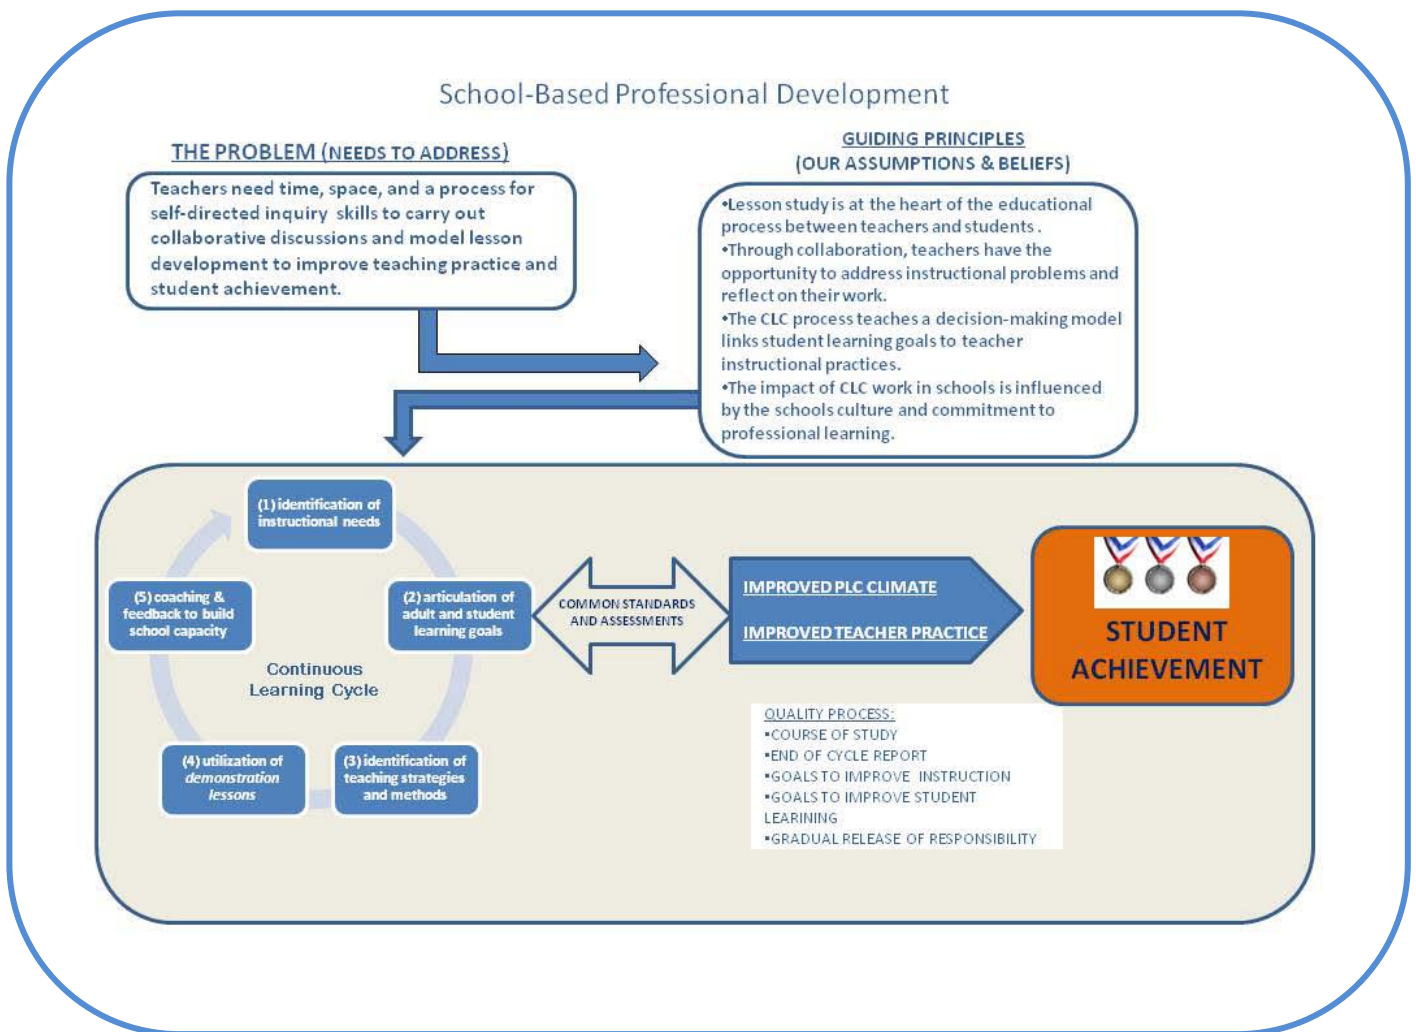 School-Based Professional Development
THE PROBLEM (NEEDS TO ADDRESS)
Teachers need time, space, and a process for
self-directed inquiry skills to carry out
collaborative discussions and model lesson
development to improve teaching practice and
student achievement.
GUIDING PRINCIPLES
(OUR ASSUMPTIONS & BELIEFS)
•Lesson study is at the heart of the educational
process between teachers and students .
•Through collaboration, teachers have the
opportunity to address instructional problems and
reflect on their work.
•The CLC process teaches a decision-making model
links student learning goals to teacher
instructional practices.
•The impact of CLC work in schools is influenced
by the schools culture and commitment to
professional learning.
(1) identification of
instructional needs
(2) articulation of
adult and student
learning goals
(3) identification of
teaching strategies
and methods
(4) utilization of
demonstration
lessons
(5) coaching &
feedback to build
school capacity
Continuous
Learning Cycle
COMMON STANDARDS
AND ASSESSMENTS
IMPROVED PLC CLIMATE
IMPROVED TEACHER PRACTICE
STUDENT
ACHIEVEMENT
QUALITY PROCESS:
▪COURSE OF STUDY
▪END OF CYCLE REPORT
▪GOALS TO IMPROVE INSTRUCTION
▪GOALS TO IMPROVE STUDENT
LEARINING
▪GRADUAL RELEASE OF RESPONSIBILITY